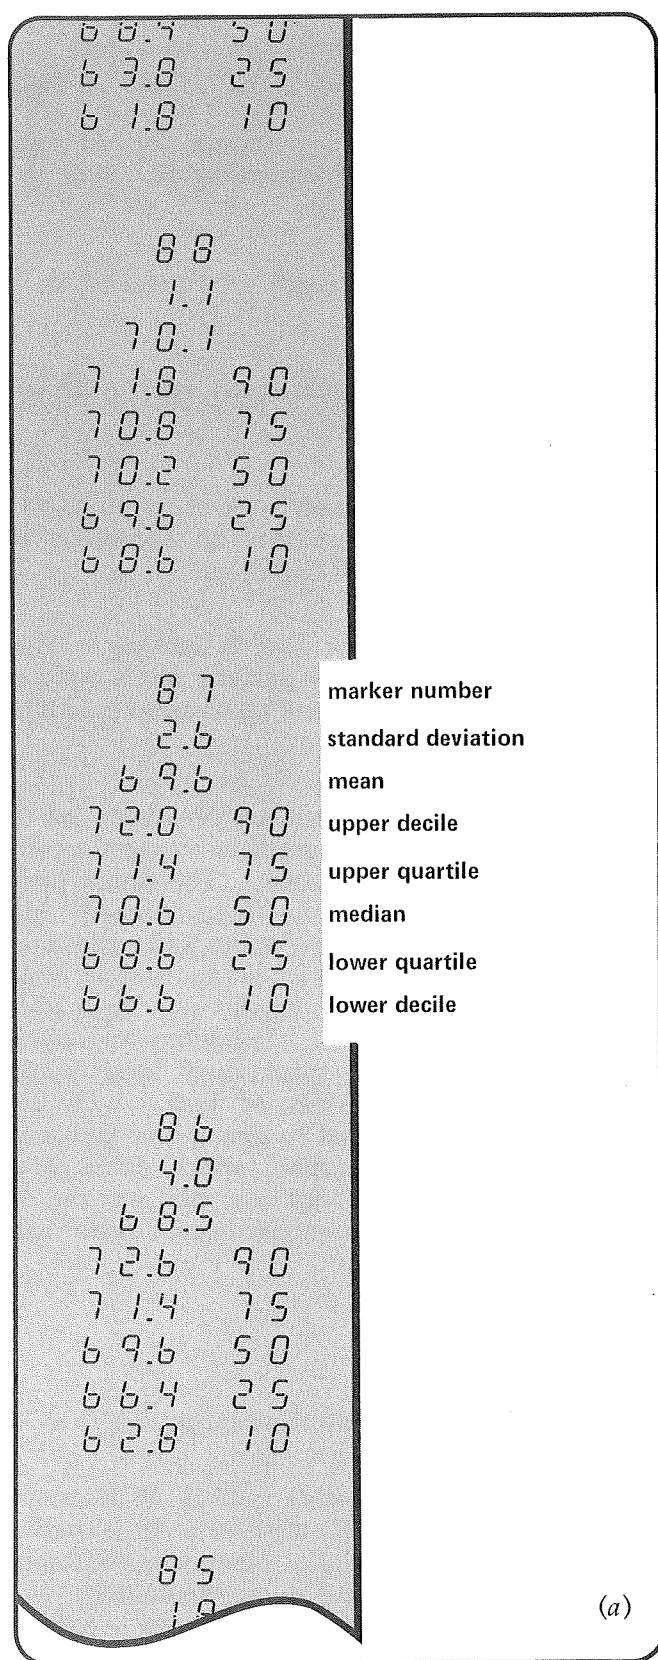 68.4 50
63.8 25
61.8 10
88
1.1
70.1
71.8 90
70.8 75
70.2 50
69.6 25
68.6 10
87 marker number
2.6 standard deviation
69.6 mean
72.0 90 upper decile
71.4 75 upper quartile
70.6 50 median
68.6 25 lower quartile
66.6 10 lower decile
86
4.0
68.5
72.6 90
71.4 75
69.6 50
66.4 25
62.8 10
85
(a)